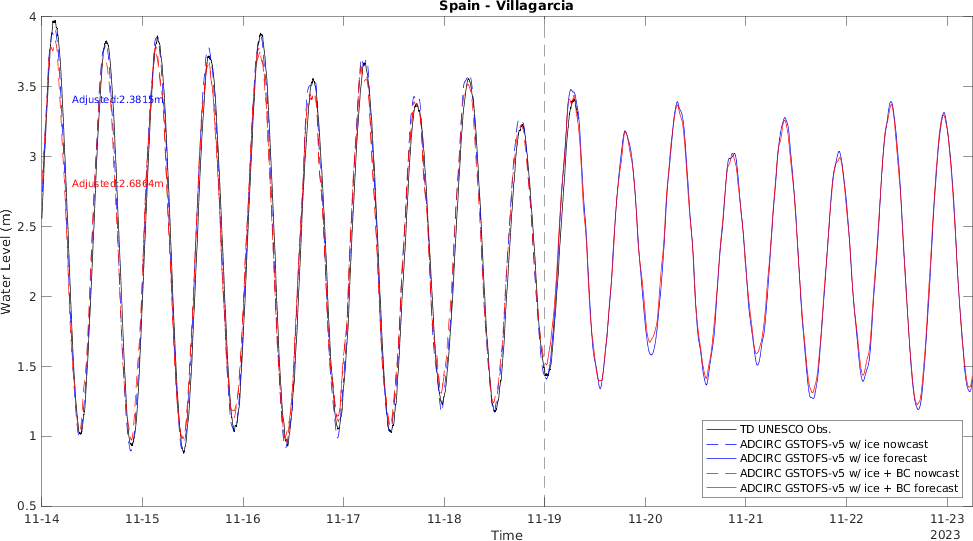 Spain - Villagarcia
4
3.5
3
2.5
2
1.5
1
0.5
Water Level (m)
Adjusted:2.3815m
Adjusted:2.6864m
TD UNESCO Obs.
ADCIRC GSTOFS-v5 w/ ice nowcast
ADCIRC GSTOFS-v5 w/ ice forecast
ADCIRC GSTOFS-v5 w/ ice + BC nowcast
ADCIRC GSTOFS-v5 w/ ice + BC forecast
11-14 11-15 11-16 11-17 11-18 11-19 11-20 11-21 11-22 11-23
2023
Time